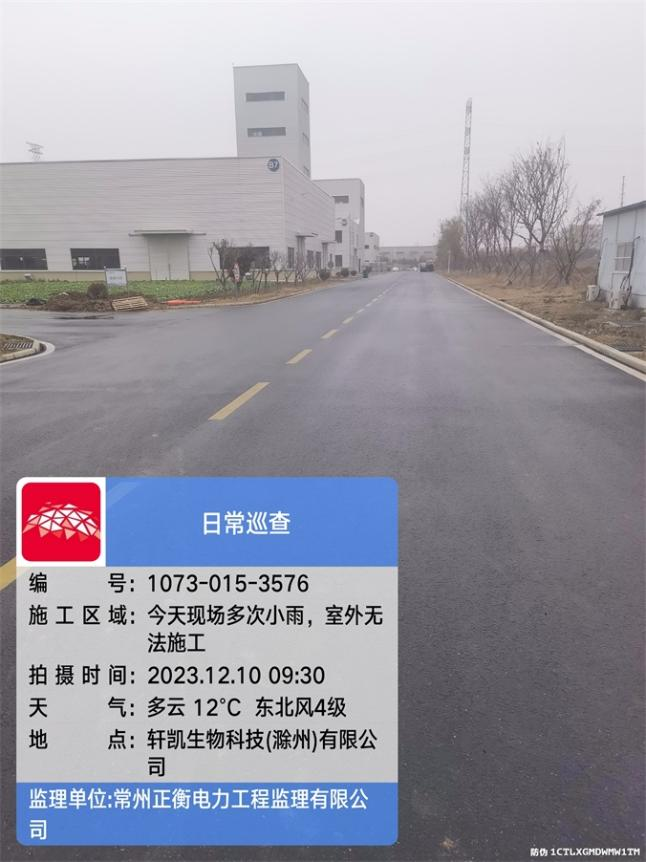 B7
日常巡查
编号：1073-015-3576
施工区域：今天现场多次小雨，室外无
法施工
拍摄时间：2023.12.10 09:30
天气：多云 12°C 东北风4级
地点：轩凯生物科技(滁州)有限公
司
监理单位:常州正衡电力工程监理有限公
司
防伪 1CTLXGMDWMW1TM